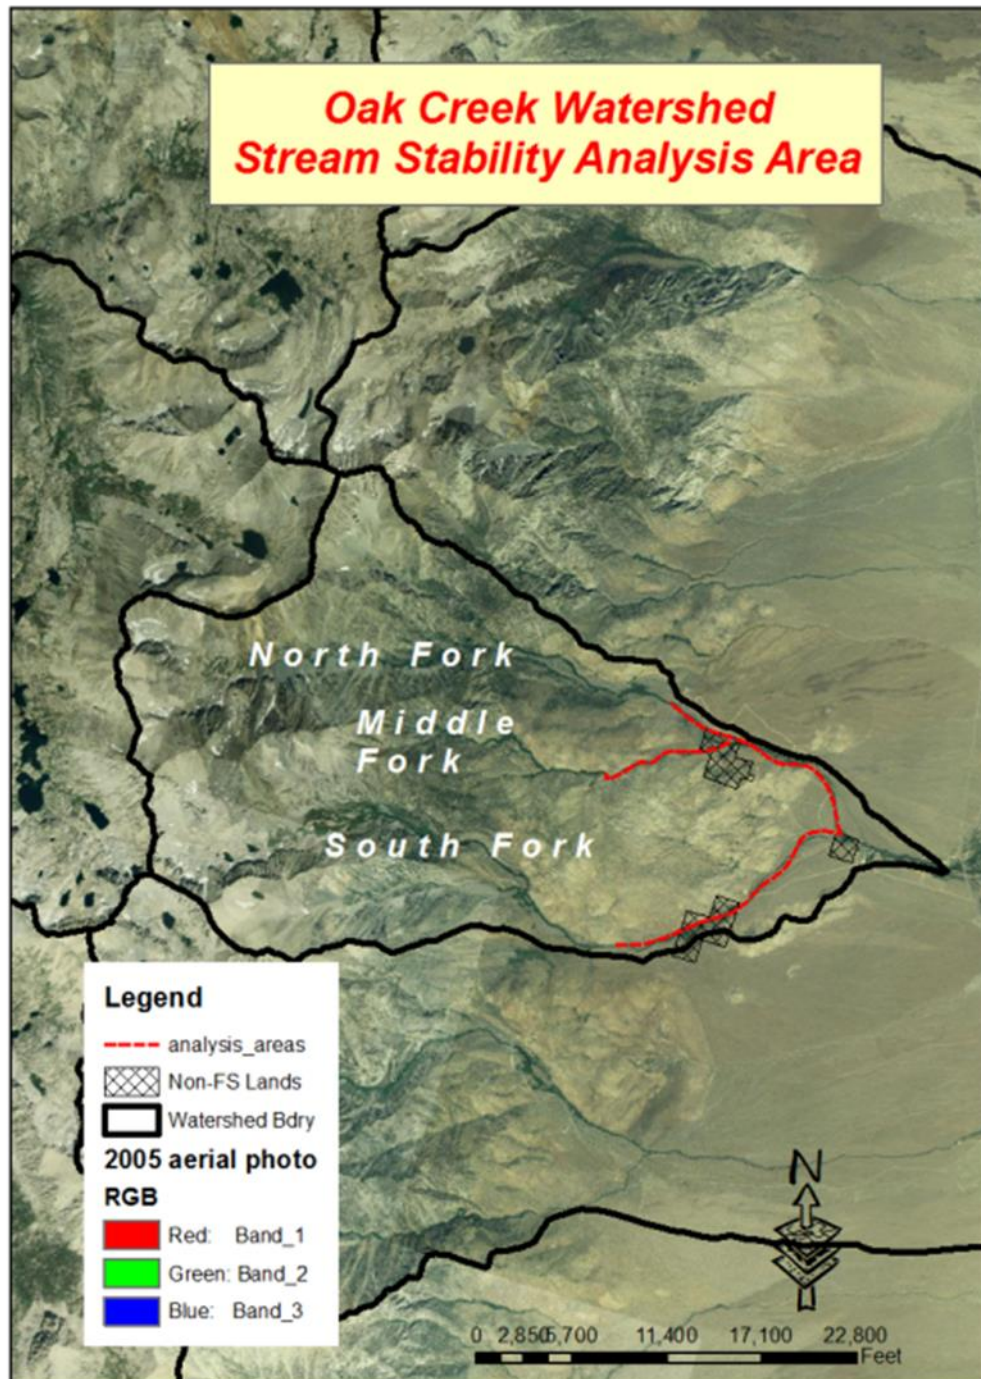 Oak Creek Watershed
Stream Stability Analysis Area
North Fork
Middle
Fork
South Fork
Legend
analysis_areas
Non-FS Lands
Watershed Bdry
2005 aerial photo
RGB
Red: Band_1
Green: Band_2
Blue: Band_3
N
0 2,850 5,700 11,400 17,100 22,800
Feet